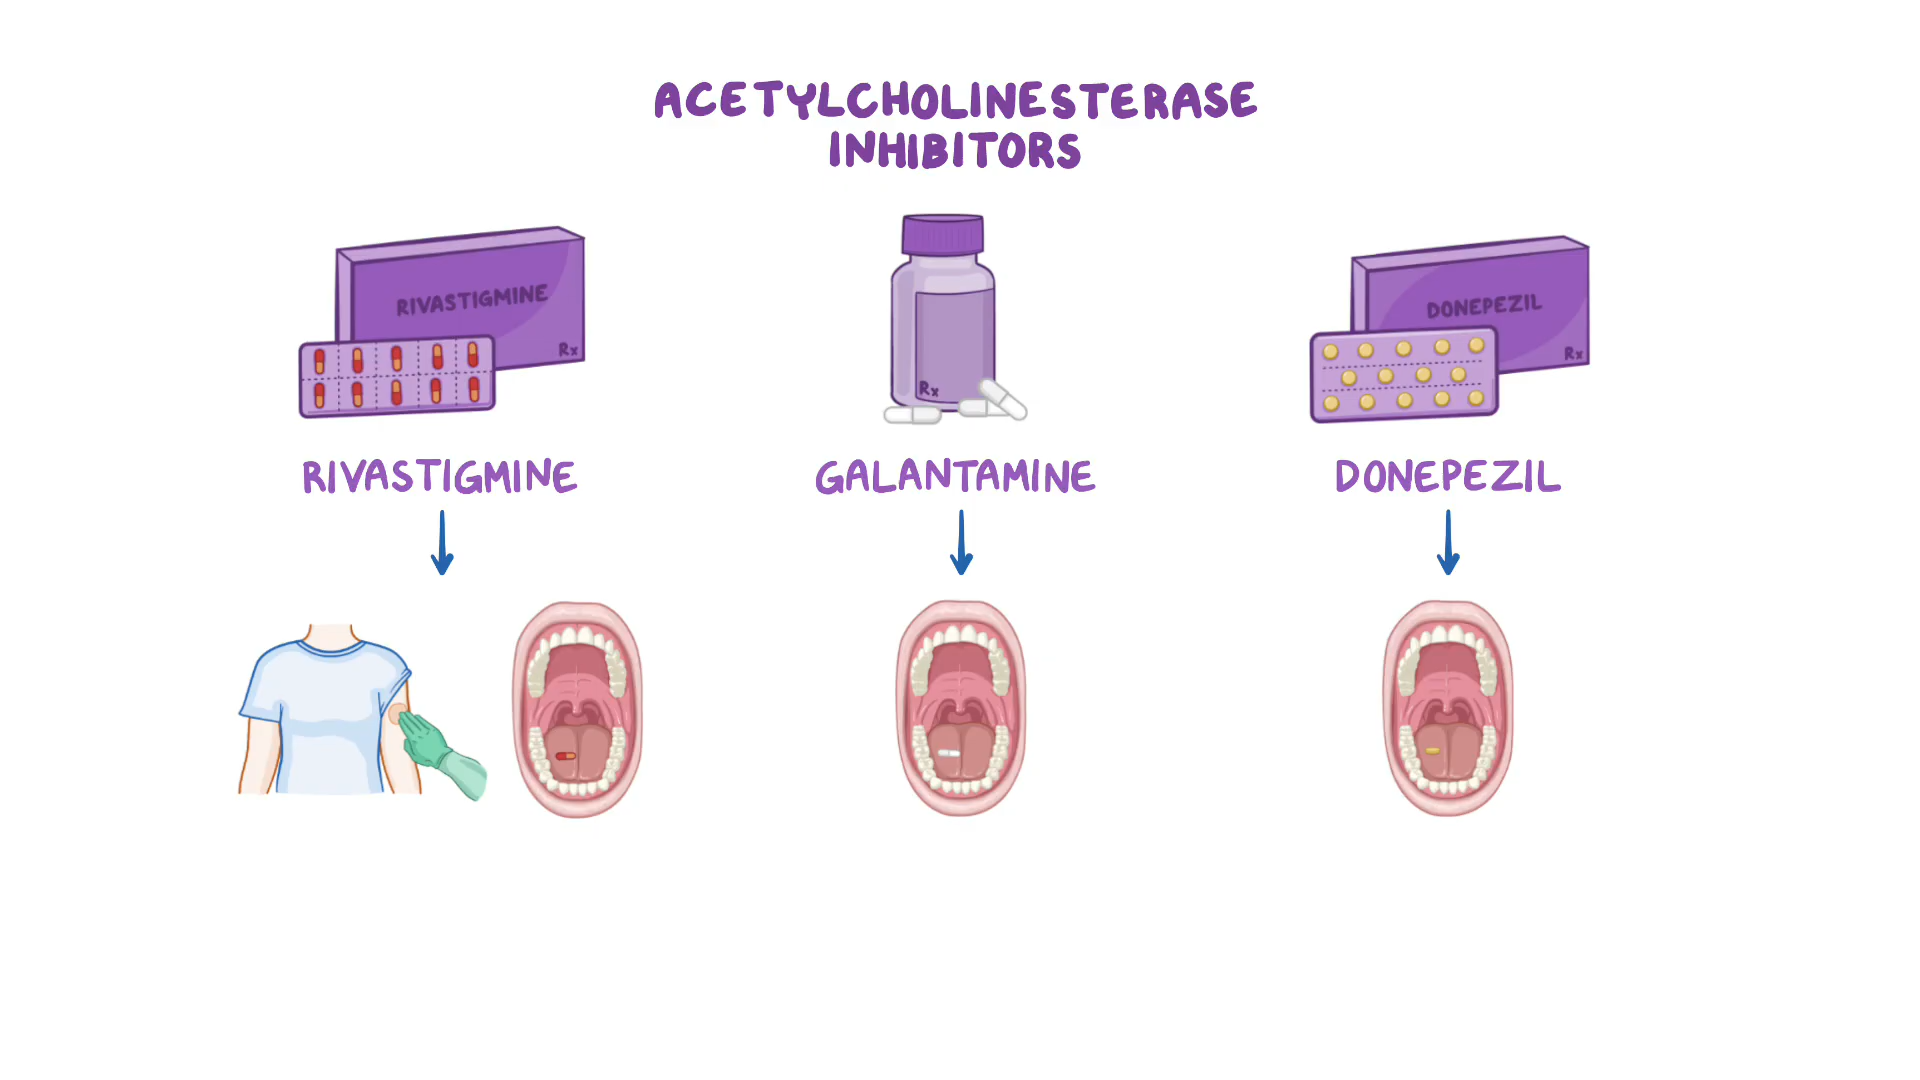 ACETYLCHOLINESTERASE
INHIBITORS
RIVASTIGMINE
Rx
Rx
DONEPEZIL
Rx
RIVASTIGMINE
GALANTAMINE
DONEPEZIL